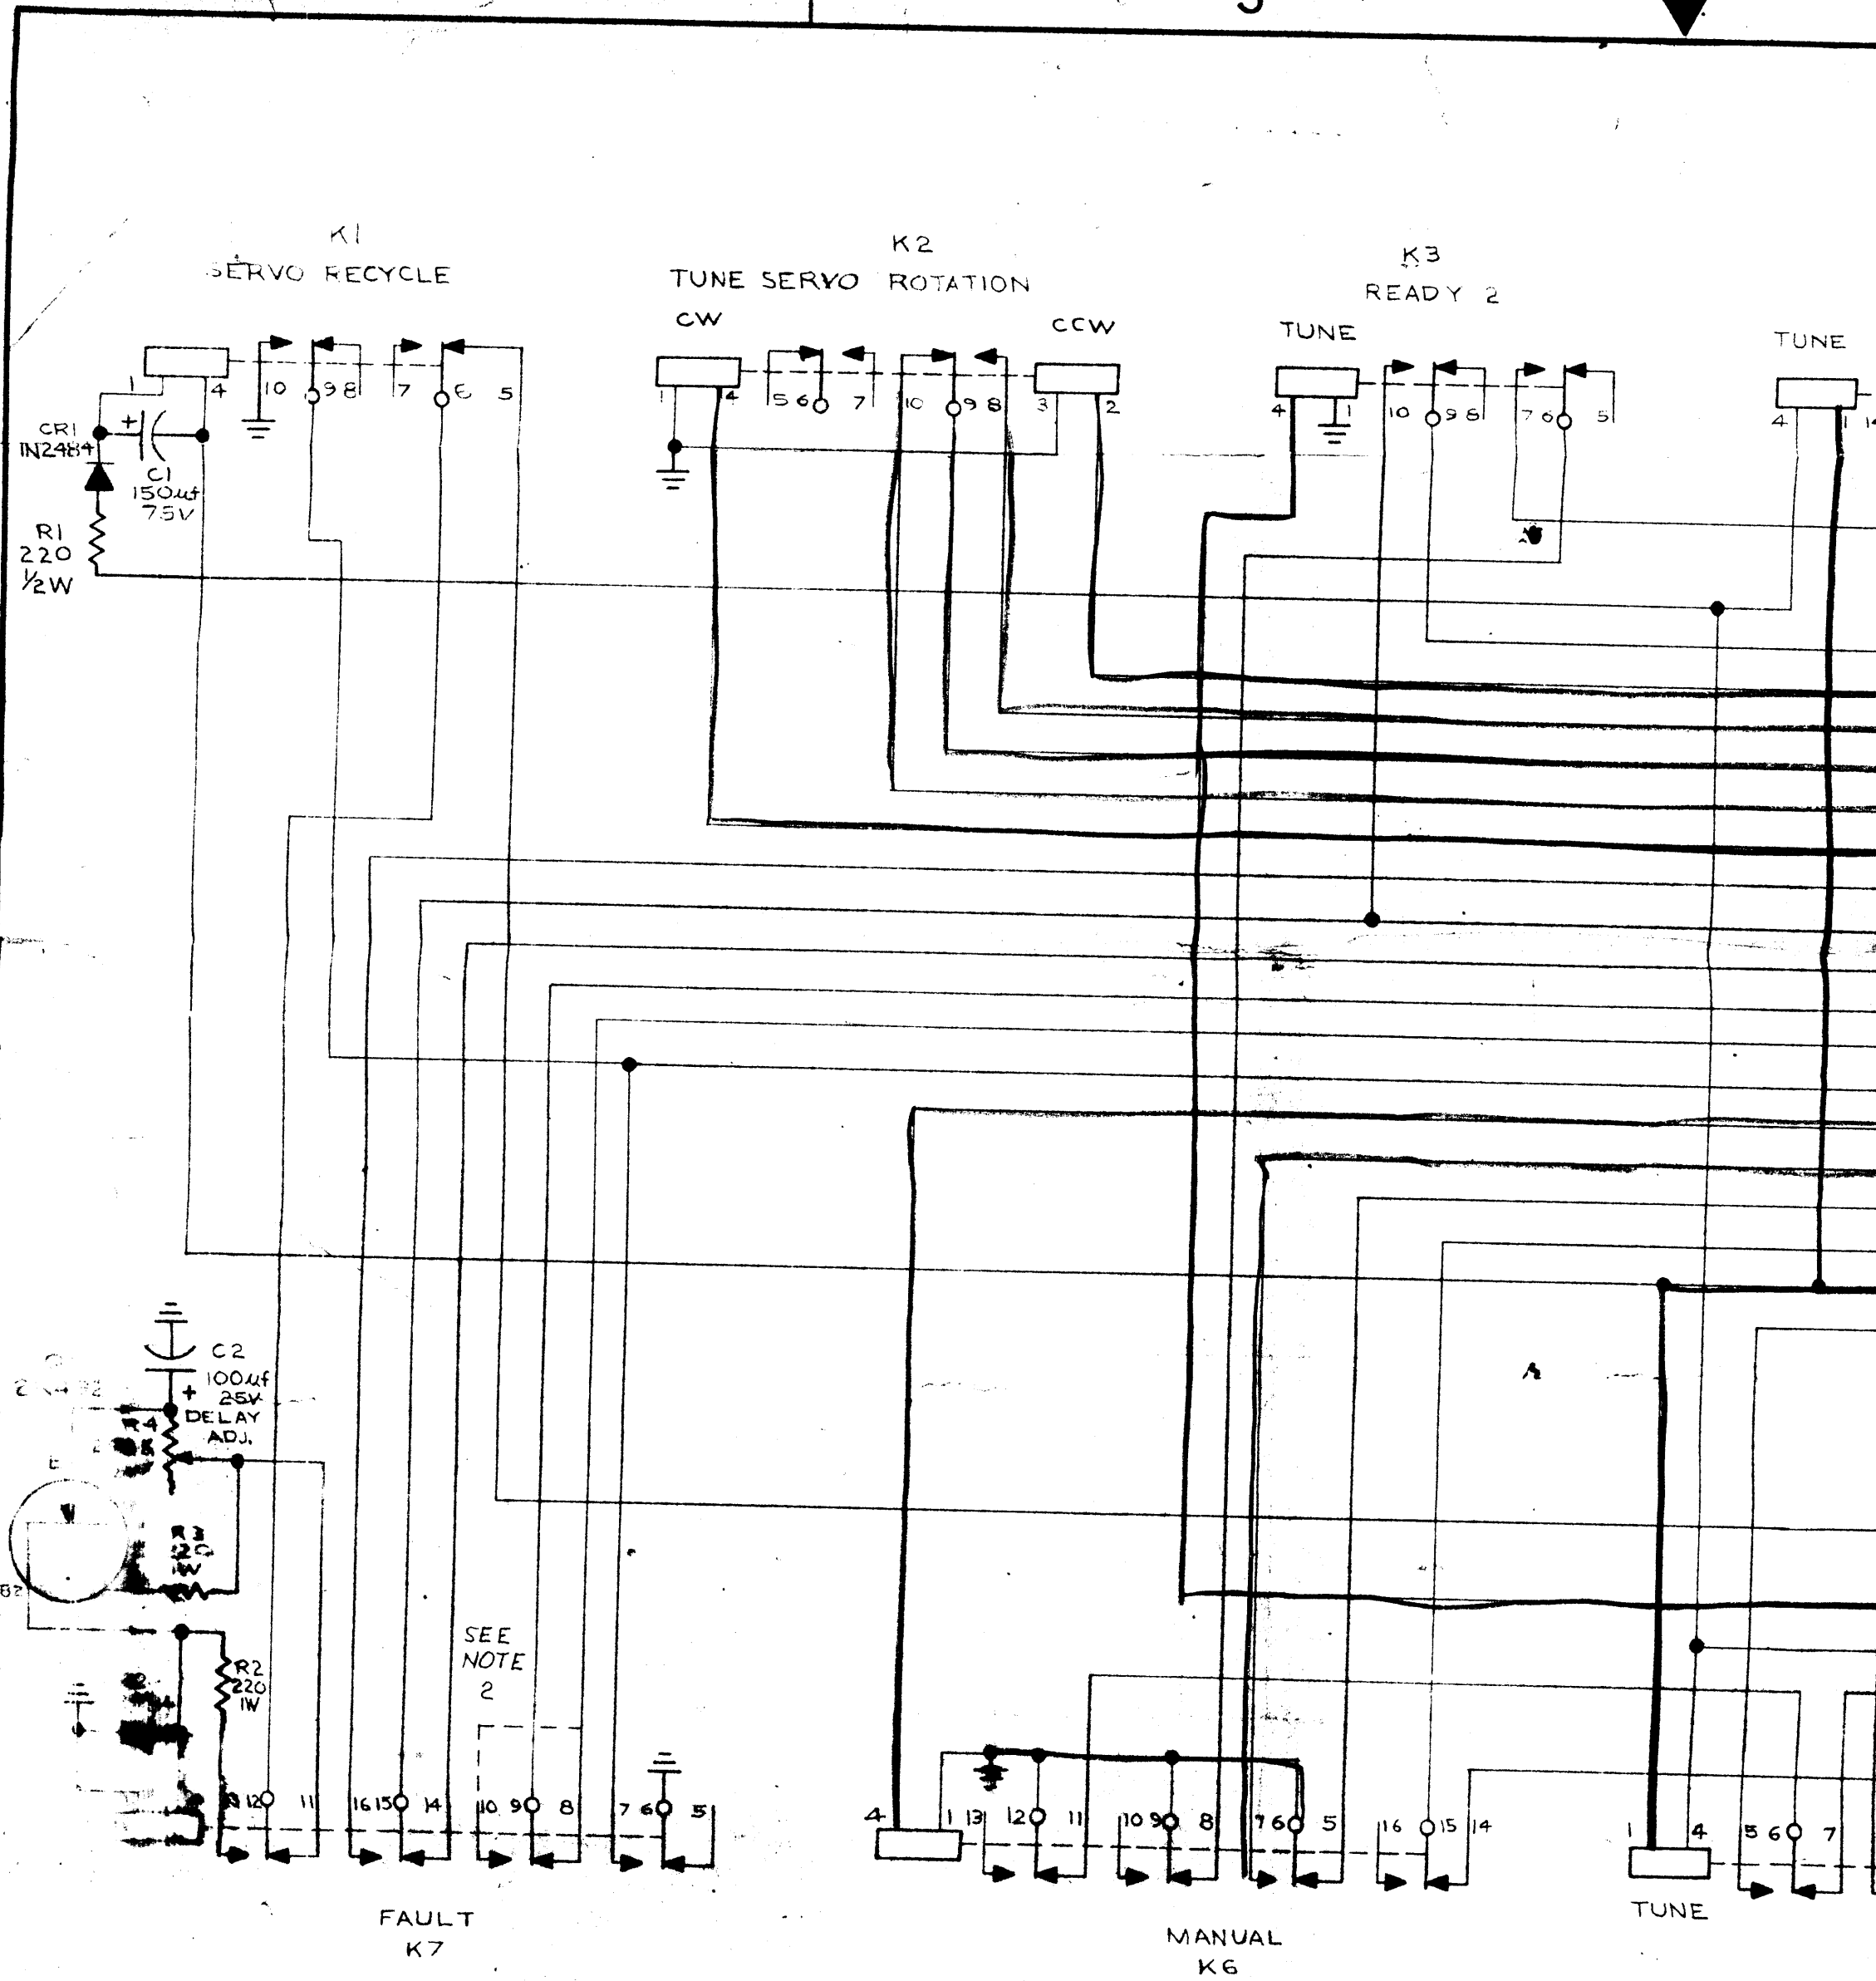 K1
SERVO RECYCLE
K2
TUNE SERVO ROTATION
CW
CCW
K3
READY 2
TUNE
TUNE
1 4 10 9 8 7 6 5
1 4 5 6 7 10 9 8 3 2
4 1 10 9 8 7 6 5
4 1
CR1
1N2484
+
C1
150uf
75V
R1
220
1/2W
C2
100uf
25V
+
DELAY
ADJ.
R4
R3
1W
B2
R2
220
1W
SEE
NOTE
2
12 11 16 15 14 10 9 8 7 6 5
4 1 13 12 11 10 9 8 7 6 5 16 15 14
1 4 5 6 7
FAULT
K7
MANUAL
K6
TUNE